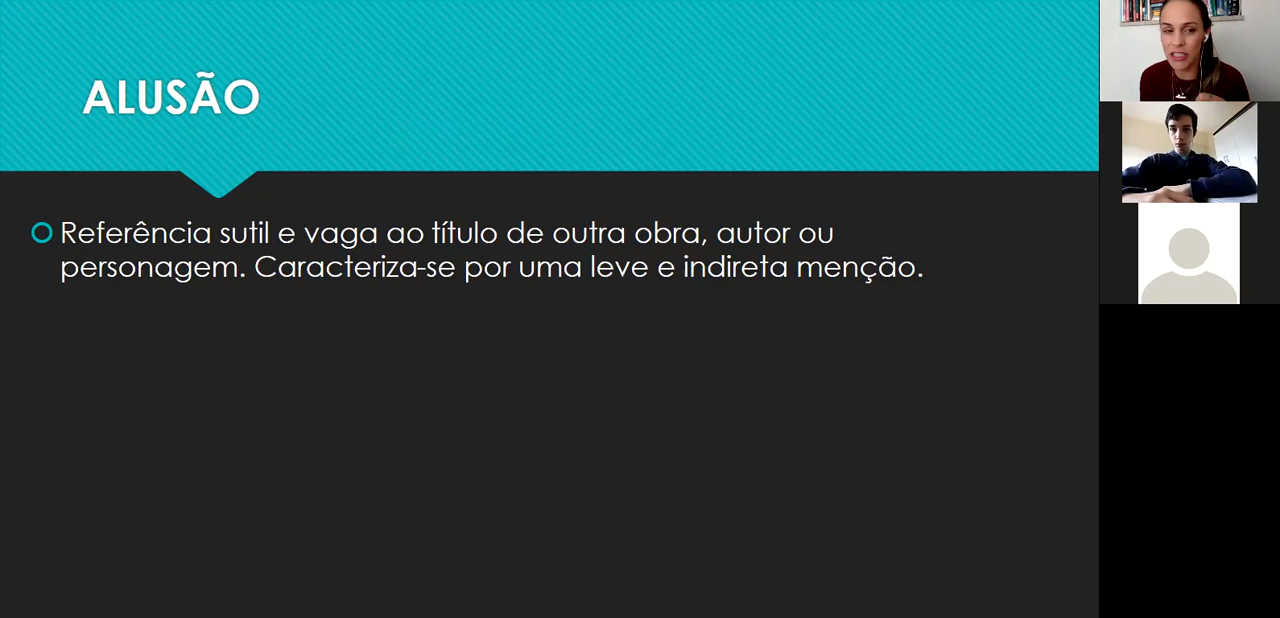 ALUSÃO
Referência sutil e vaga ao título de outra obra, autor ou
personagem. Caracteriza-se por uma leve e indireta menção.